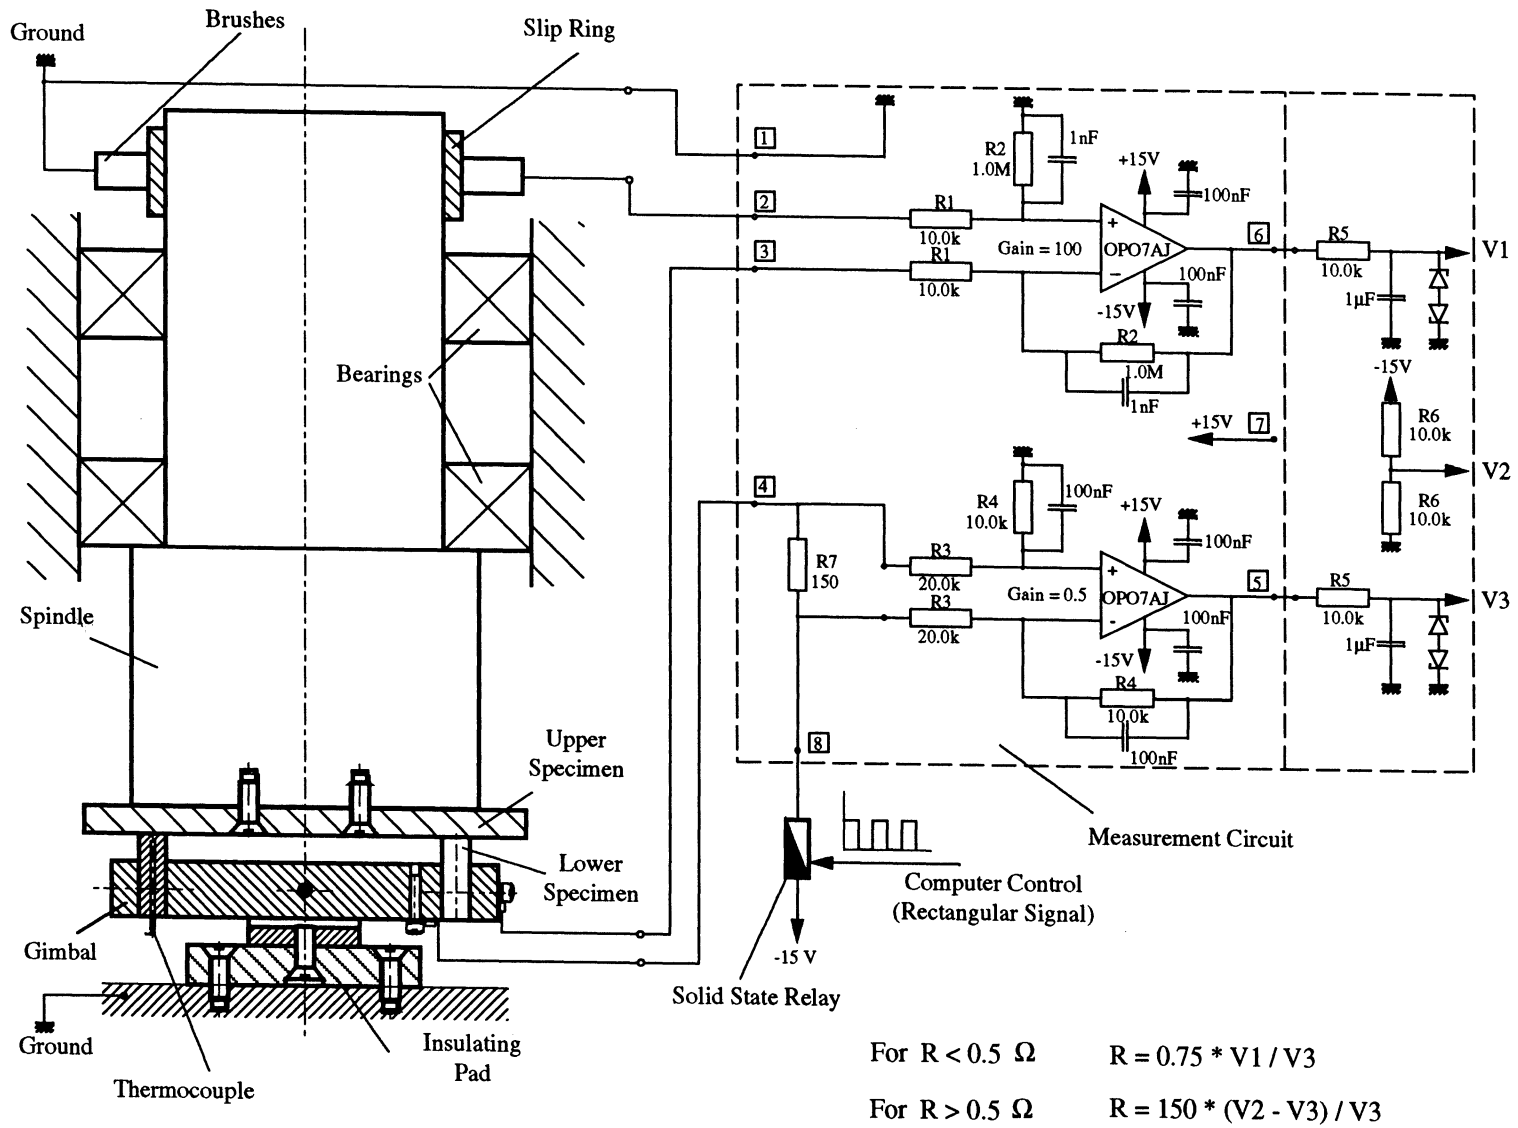 Ground
Brushes
Slip Ring
1
2
3
R2
1.0M
1nF
+15V
100nF
R1
10.0k
R1
10.0k
Gain = 100
+
OPO7AJ
−
100nF
-15V
R2
1.0M
1nF
6
R5
10.0k
1µF
V1
Bearings
-15V
R6
10.0k
V2
R6
10.0k
+15V
7
4
R7
150
R4
10.0k
100nF
+15V
100nF
R3
20.0k
R3
20.0k
Gain = 0.5
+
OPO7AJ
-
100nF
-15V
R4
10.0k
100nF
5
R5
10.0k
1µF
V3
8
Spindle
Upper
Specimen
Lower
Specimen
Gimbal
Ground
Thermocouple
Insulating
Pad
Measurement Circuit
Computer Control
(Rectangular Signal)
-15 V
Solid State Relay
For R < 0.5 Ω R = 0.75 * V1 / V3
For R > 0.5 Ω R = 150 * (V2 - V3) / V3